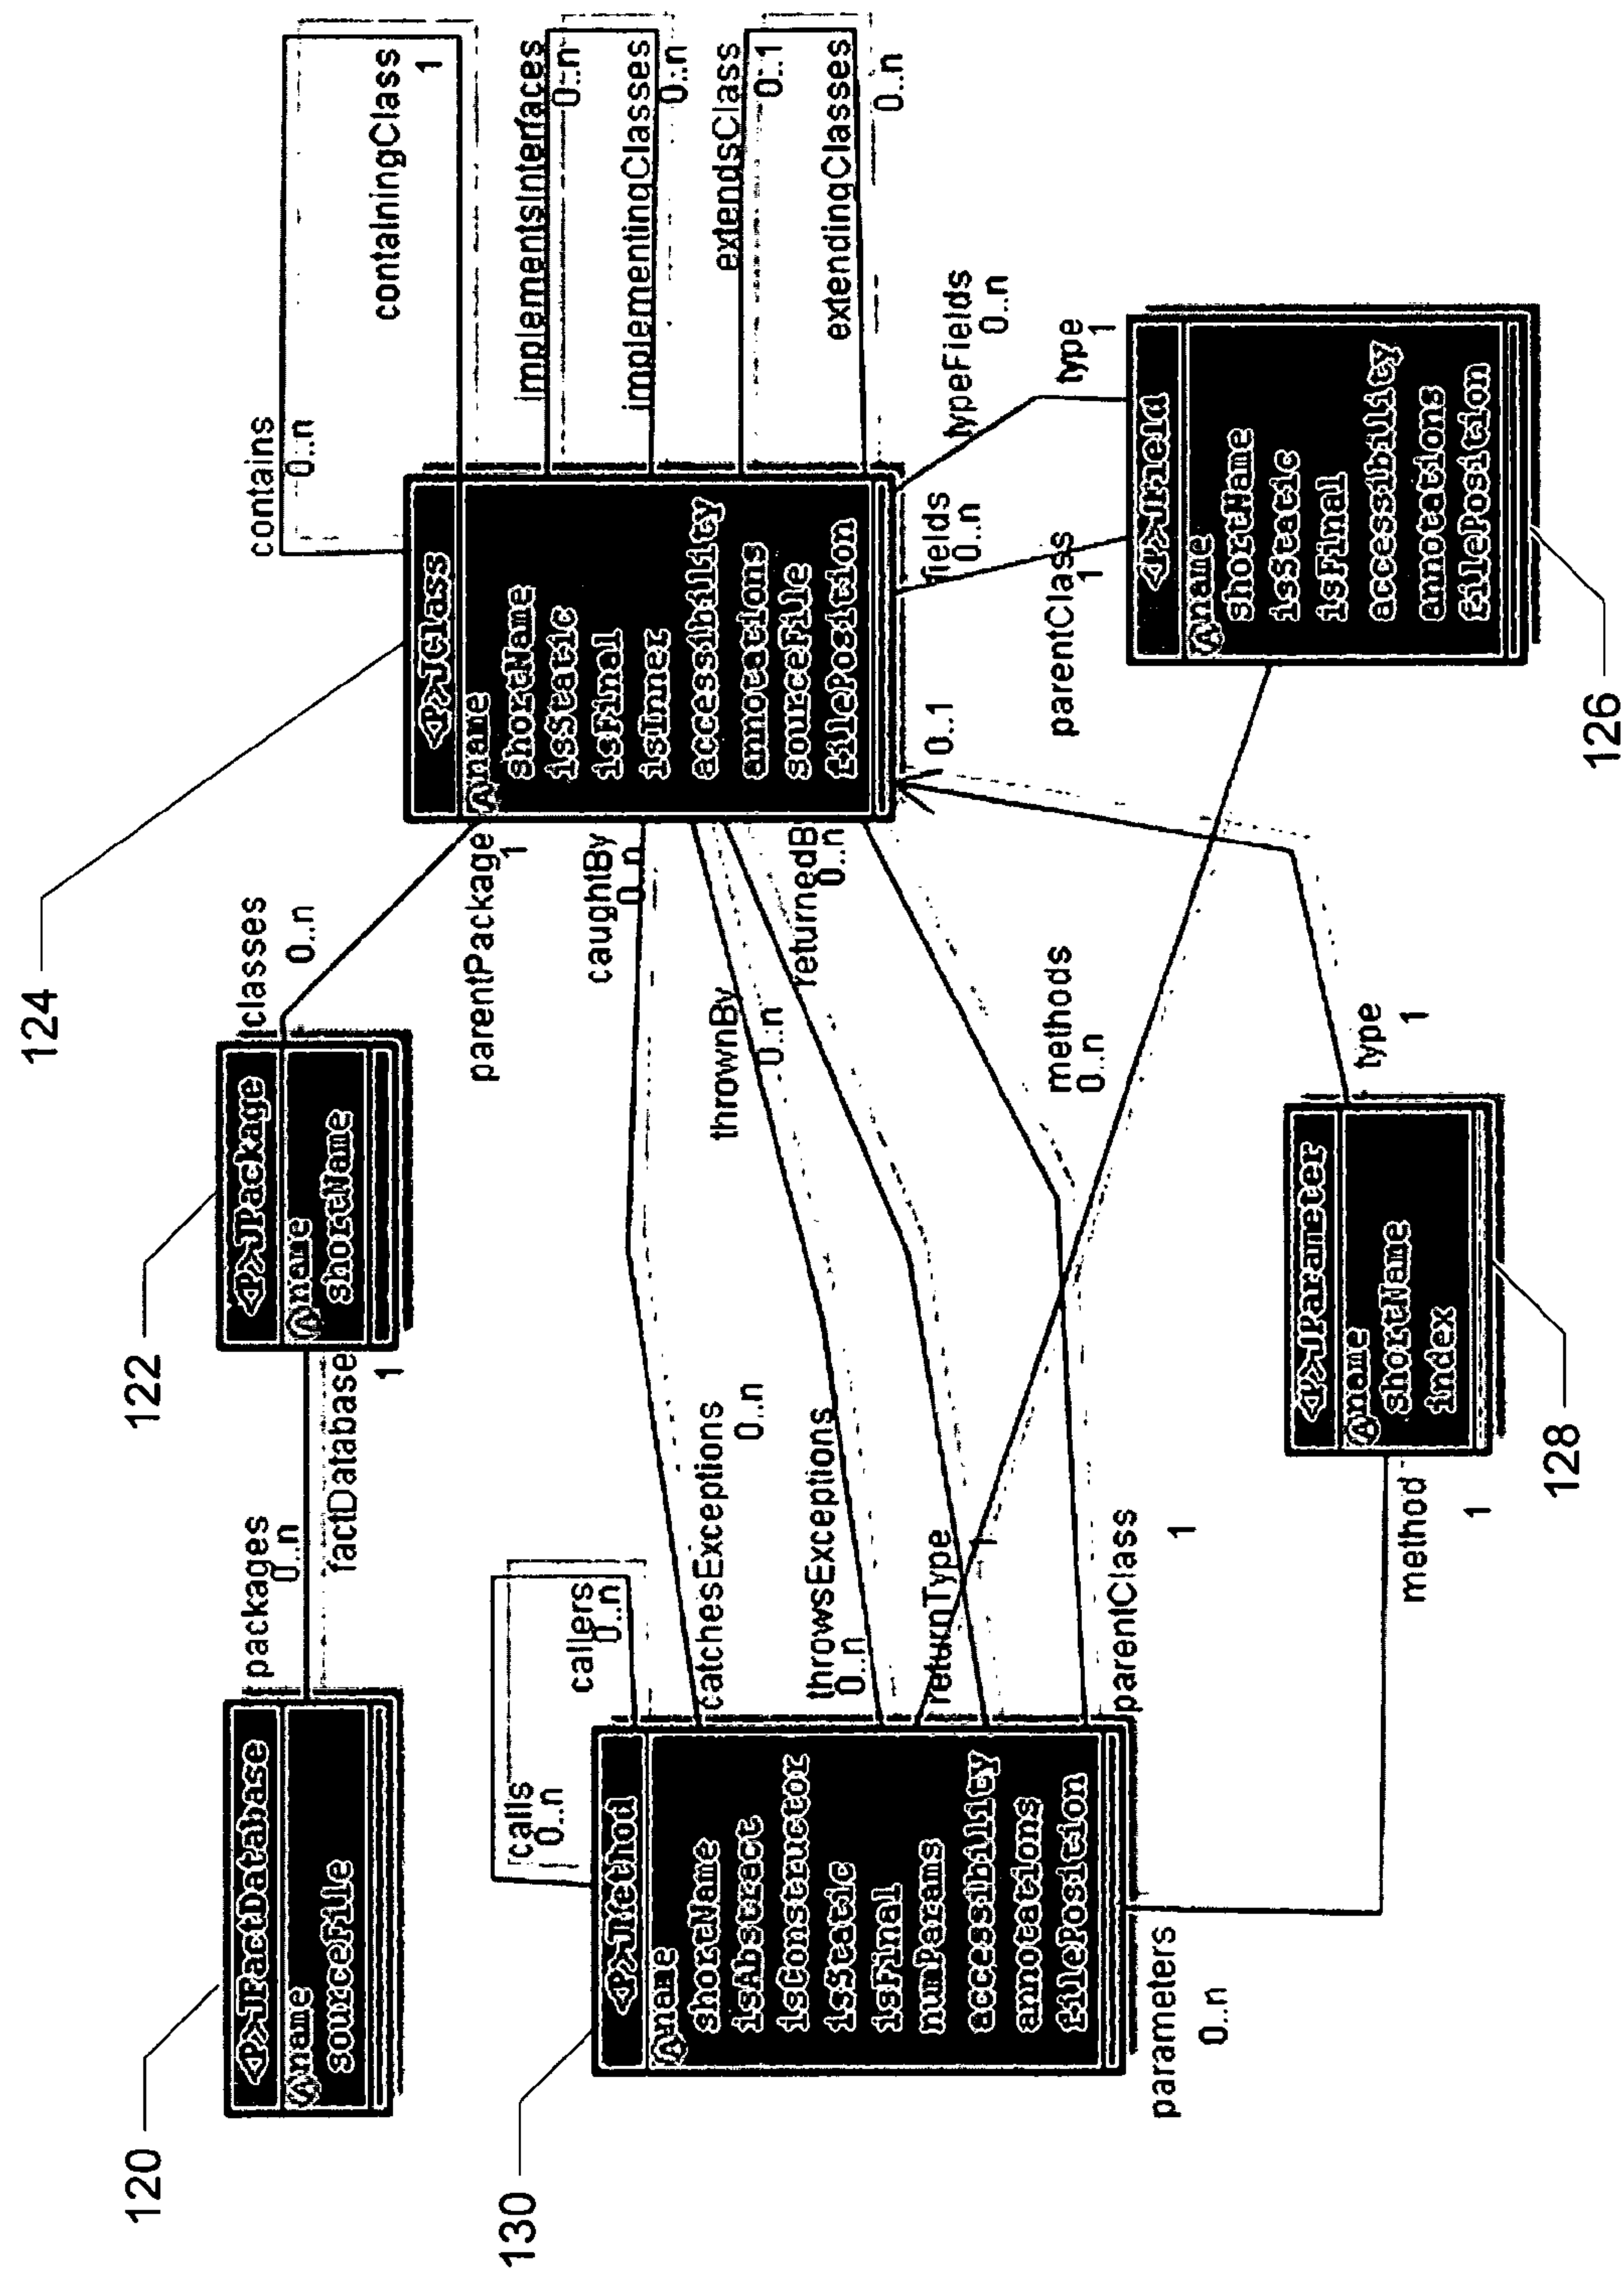 120
<P>JFactDatabase
@name
sourceFile
packages
0..n
factDatabase
1
122
<P>JPackage
@name
shortName
classes
0..n
parentPackage
1
124
<P>JClass
@name
shortName
isStatic
isFinal
isInner
accessibility
annotations
sourceFile
filePosition
contains
0..n
containingClass
1
implementsInterfaces
0..n
implementingClasses
0..n
extendsClass
0..1
extendingClasses
0..n
130
<P>JMethod
@name
shortName
isAbstract
isConstructor
isStatic
isFinal
numParams
accessibility
annotations
filePosition
calls
0..n
callers
0..n
catchesExceptions
0..n
caughtBy
0..n
throwsExceptions
0..n
thrownBy
0..n
returnType
1
returnedB
0..n
parentClass
1
methods
0..n
parameters
0..n
method
1
128
<P>JParameter
@name
shortName
index
type
1
0..1
fields
0..n
parentClass
1
typeFields
0..n
type
1
126
<P>JField
@name
shortName
isStatic
isFinal
accessibility
annotations
filePosition